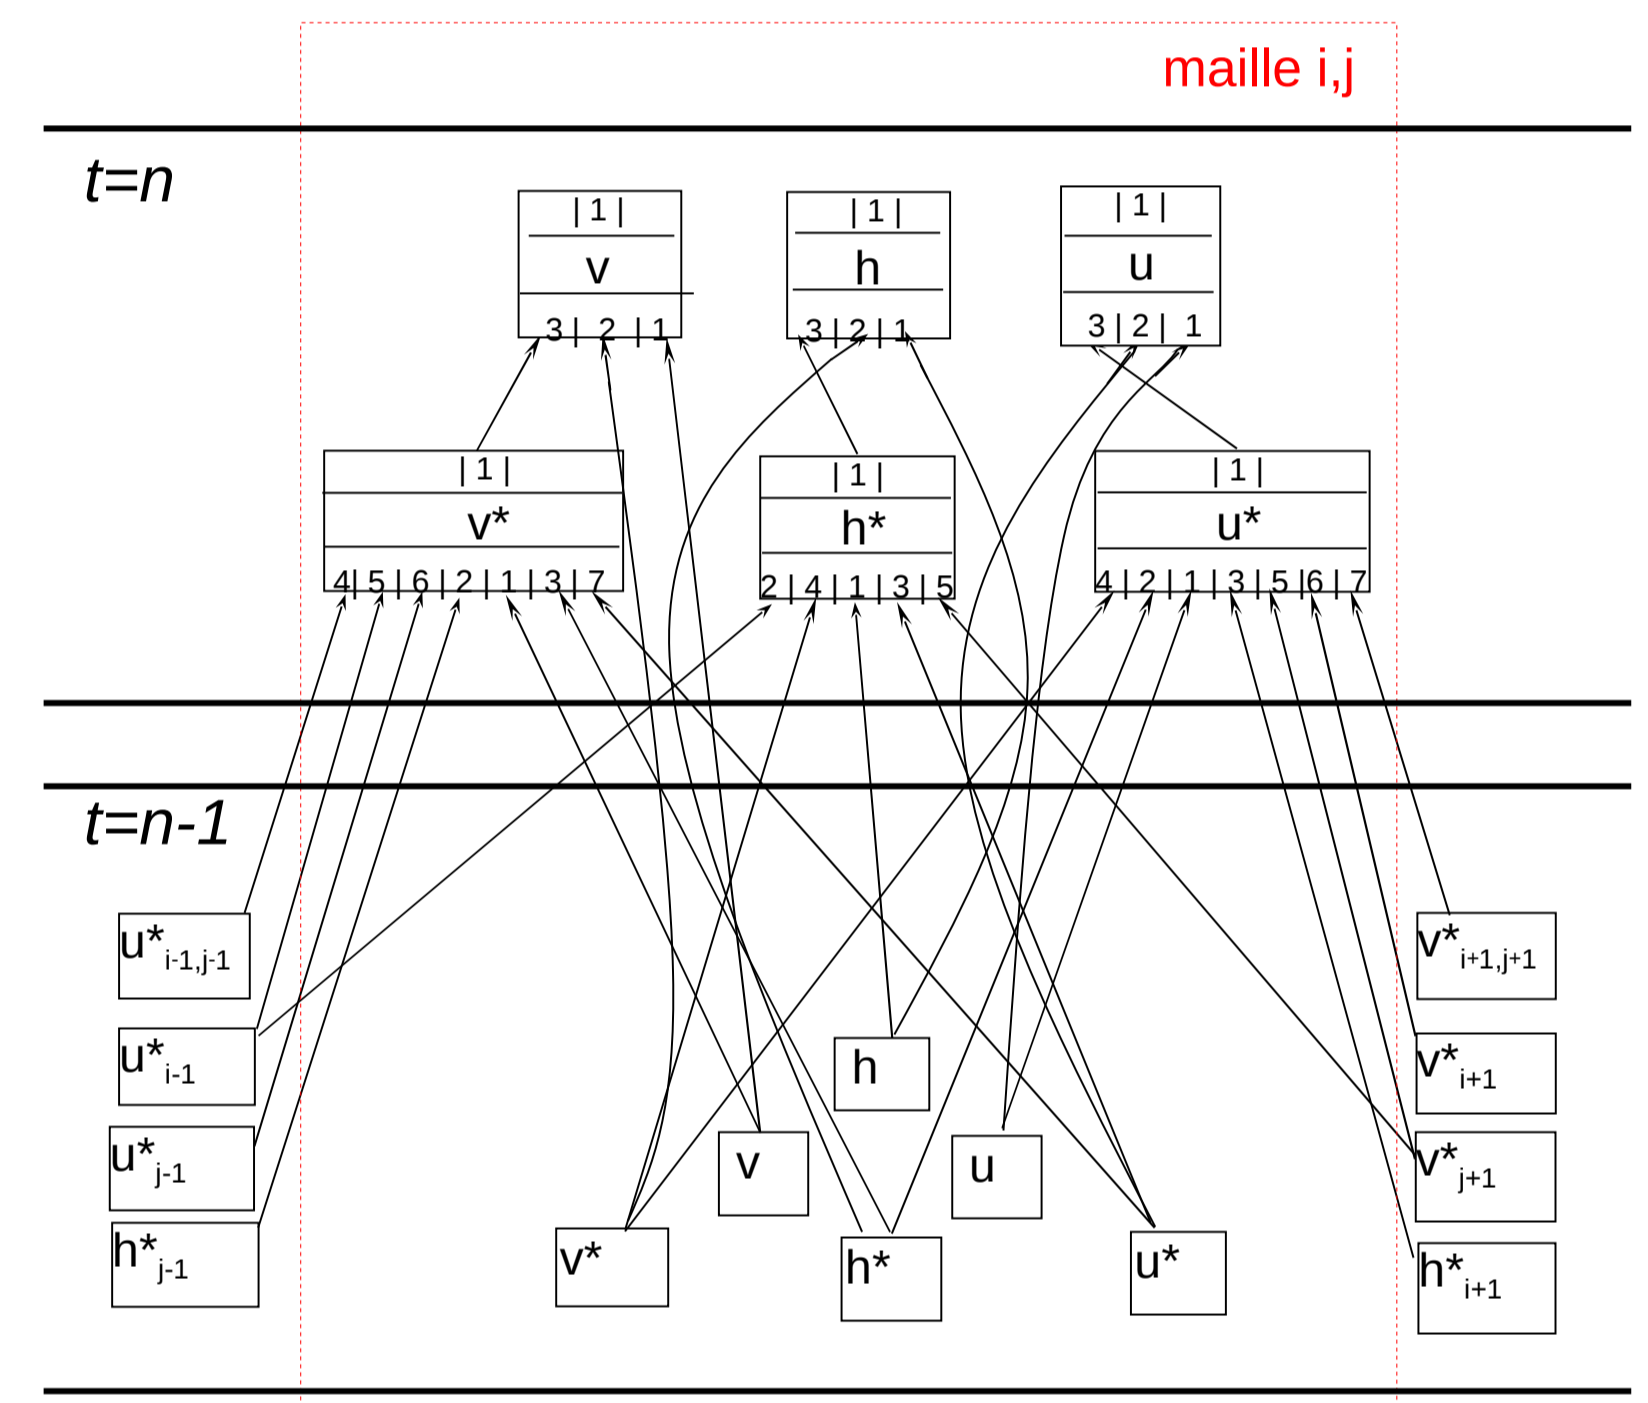 maille i,j
t=n
| 1 |
v
3 | 2 | 1
| 1 |
h
3 | 2 | 1
| 1 |
u
3 | 2 | 1
| 1 |
v*
4| 5 | 6 | 2 | 1 | 3 | 7
| 1 |
h*
2 | 4 | 1 | 3 | 5
| 1 |
u*
4 | 2 | 1 | 3 | 5 |6 | 7
t=n-1
u*i-1,j-1
v*i+1,j+1
u*i-1
h
v*i+1
u*j-1
v
u
v*j+1
h*j-1
v*
h*
u*
h*i+1